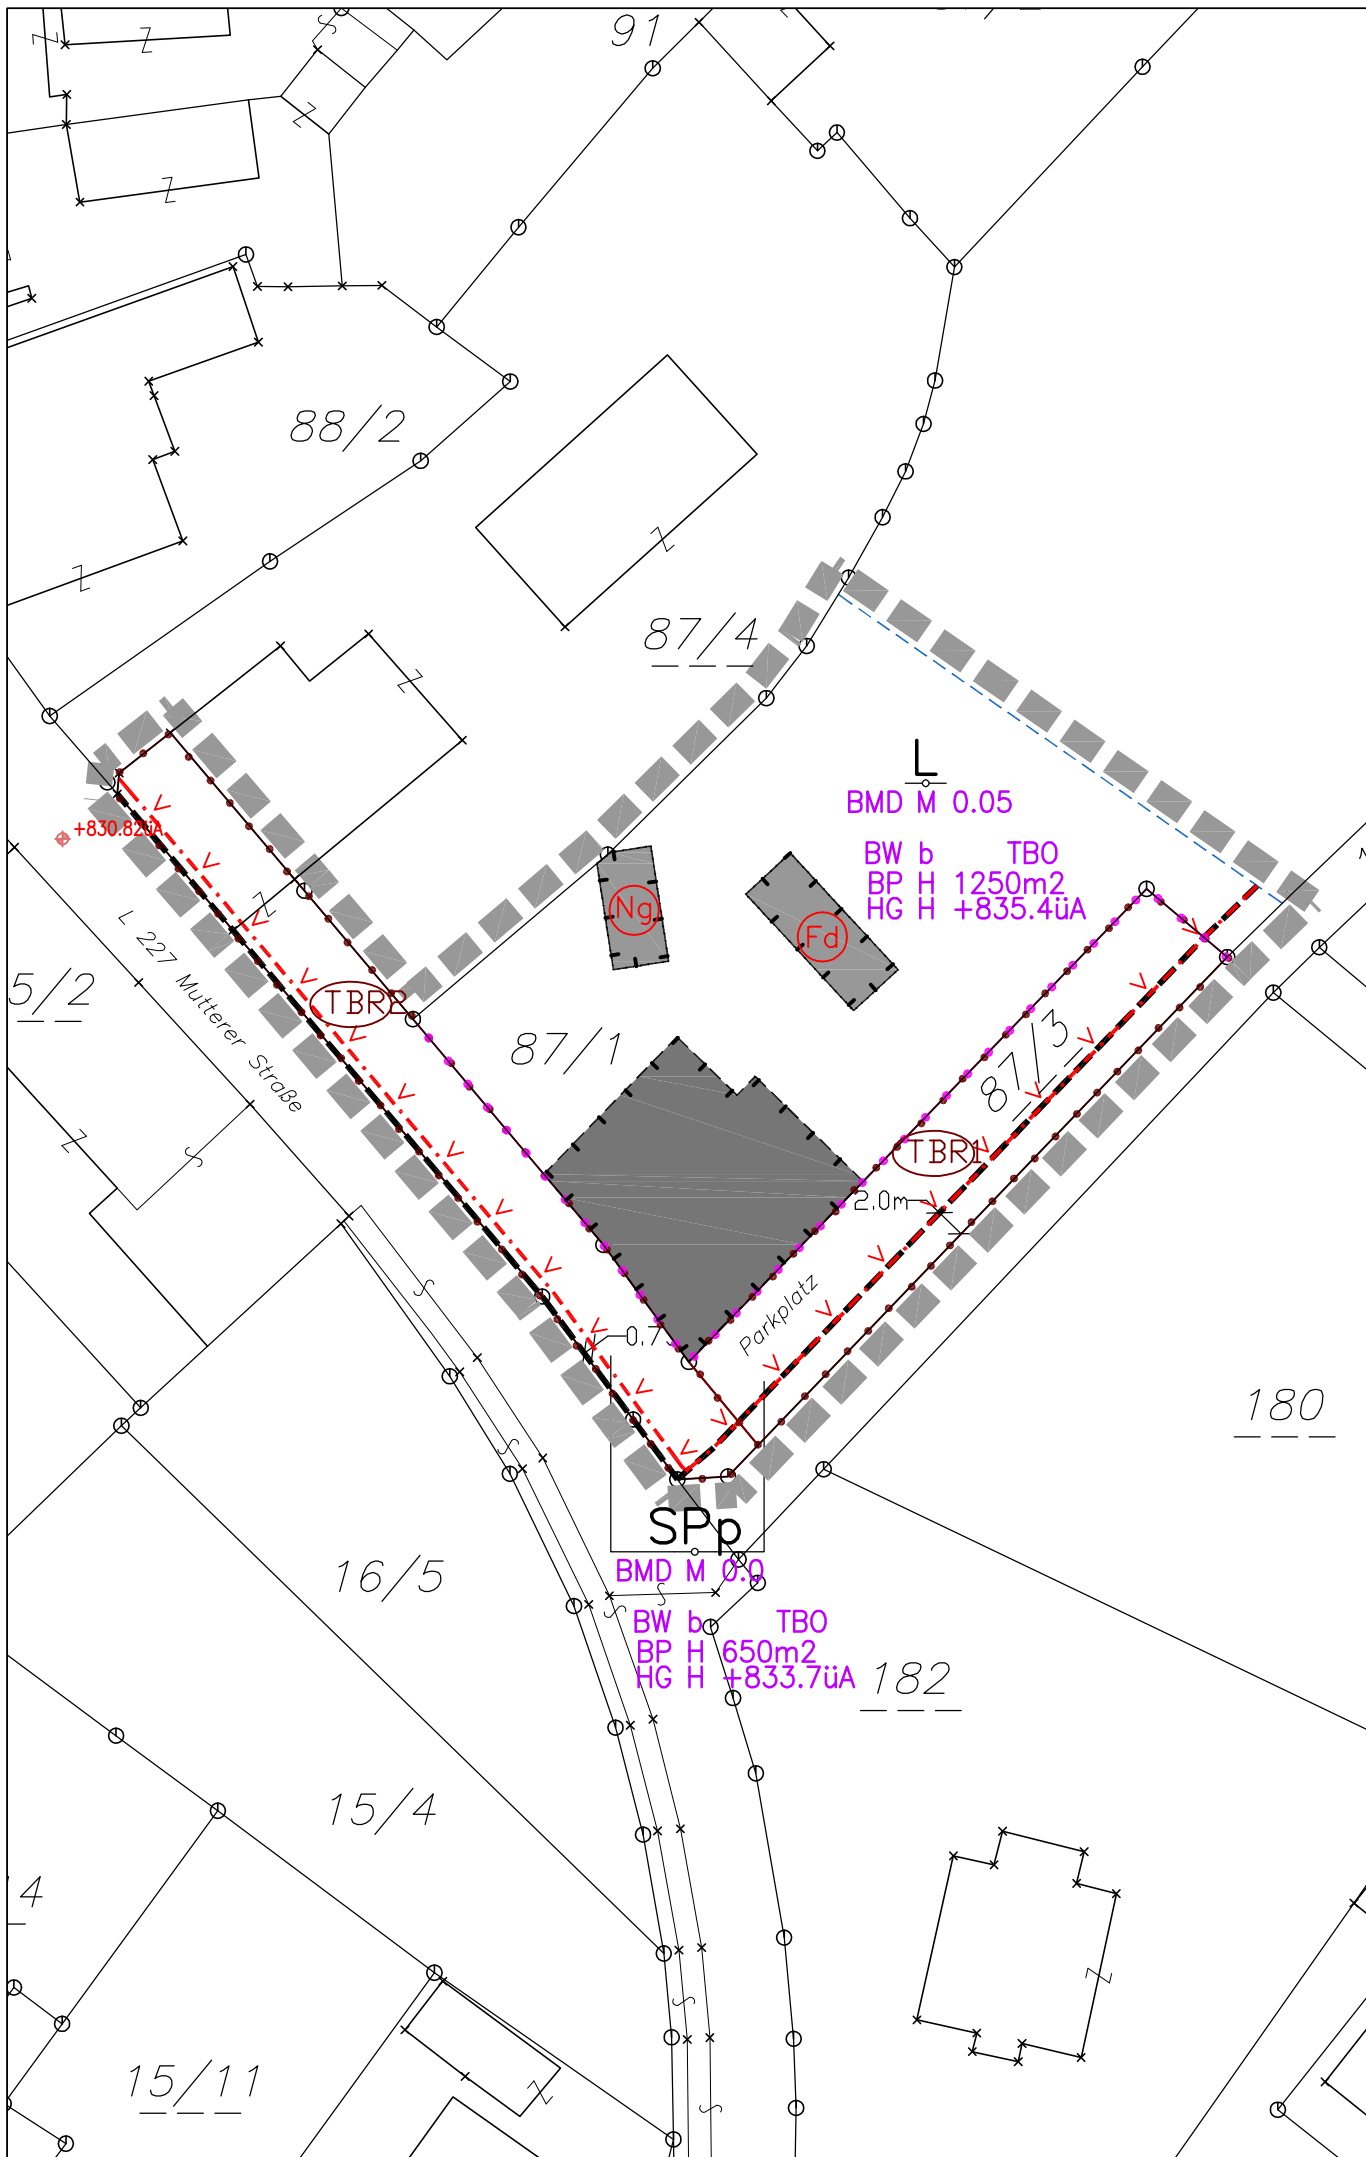 91
88/2
87/4
L
BMD M 0.05
BW b TBO
BP H 1250m2
HG H +835.4üA
+830.82üA
Ng
Fd
L 227 Mutterer Straße
5/2
TBR2
87/1
87/3
TBR1
2.0m
Parkplatz
0.7
180
SPp
BMD M 0.0
BW b TBO
BP H 650m2
HG H +833.7üA
16/5
182
15/4
4
15/11